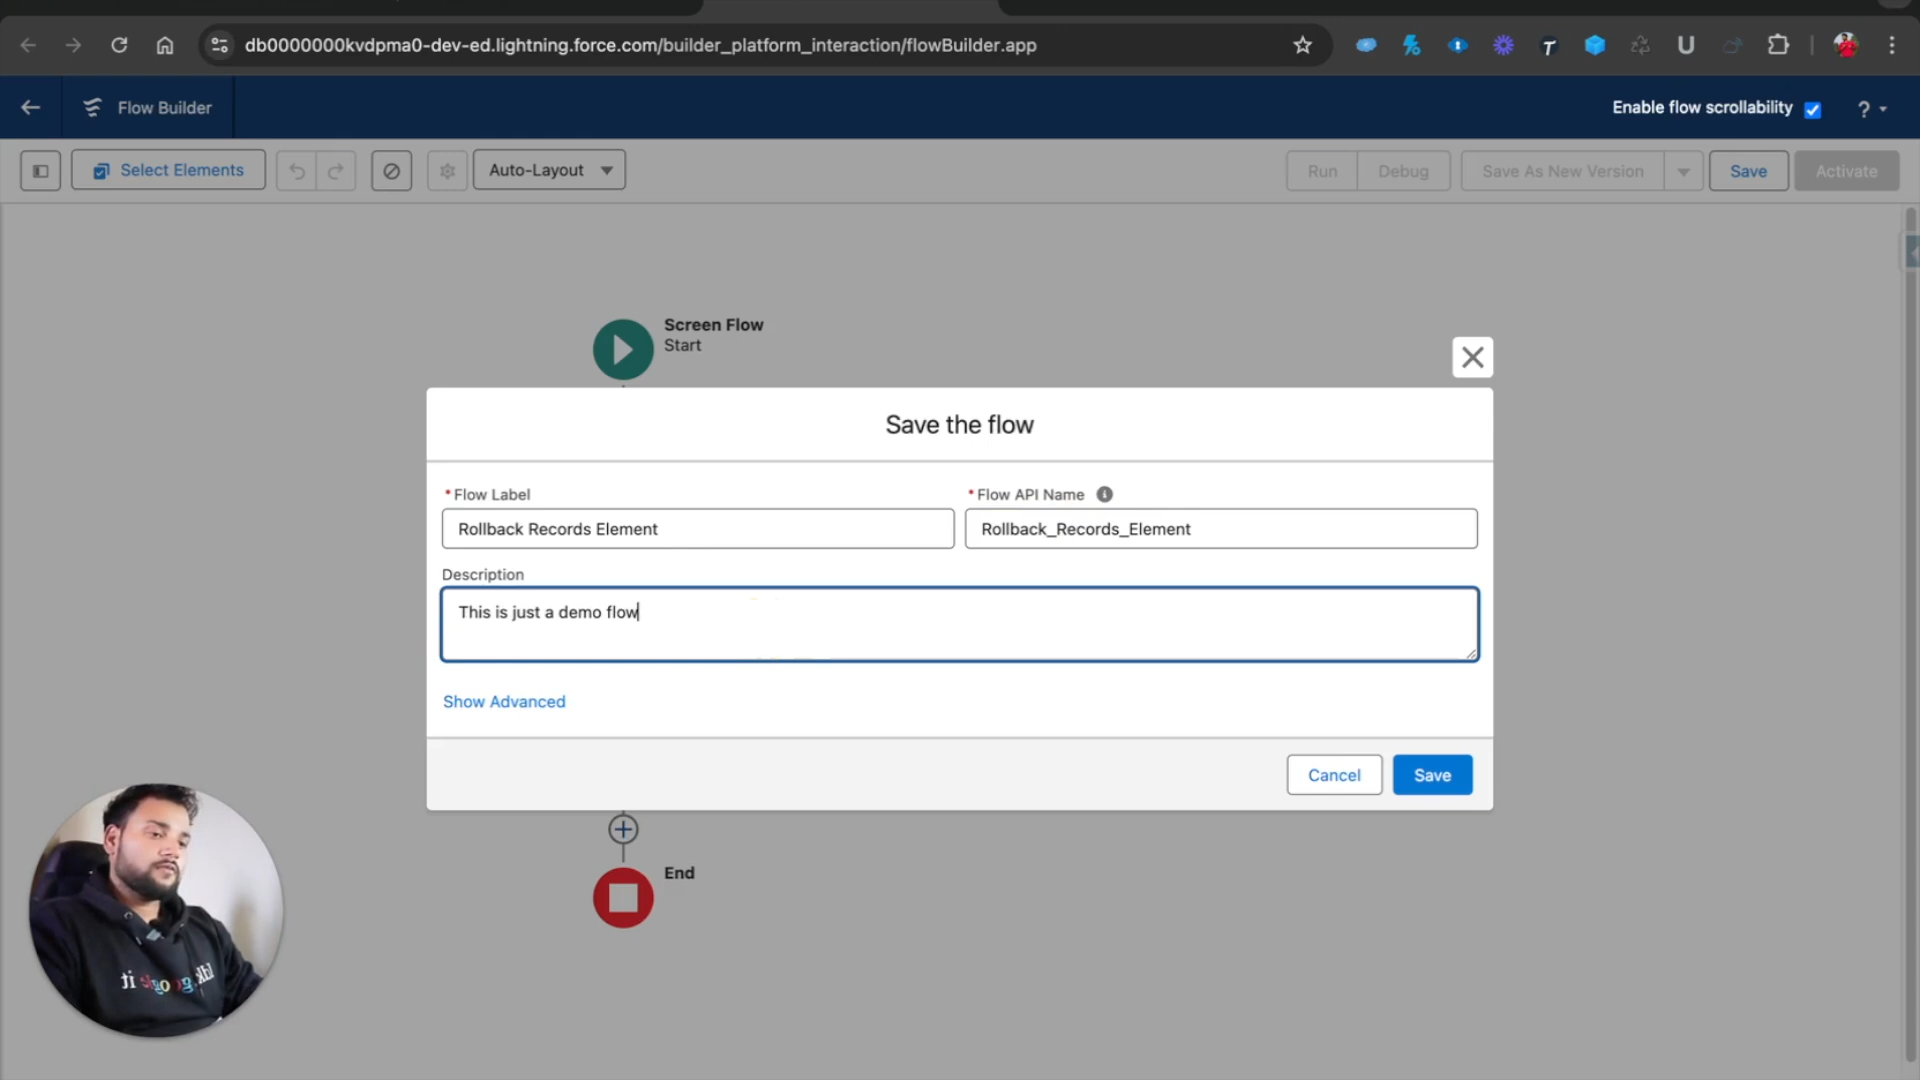 db0000000kvdpma0-dev-ed.lightning.force.com/builder_platform_interaction/flowBuilder.app
Flow Builder
Enable flow scrollability
?
Select Elements
Auto-Layout
Run
Debug
Save As New Version
Save
Activate
Screen Flow
Start
Save the flow
* Flow Label
* Flow API Name
Rollback Records Element
Rollback_Records_Element
Description
This is just a demo flow
Show Advanced
Cancel
Save
End